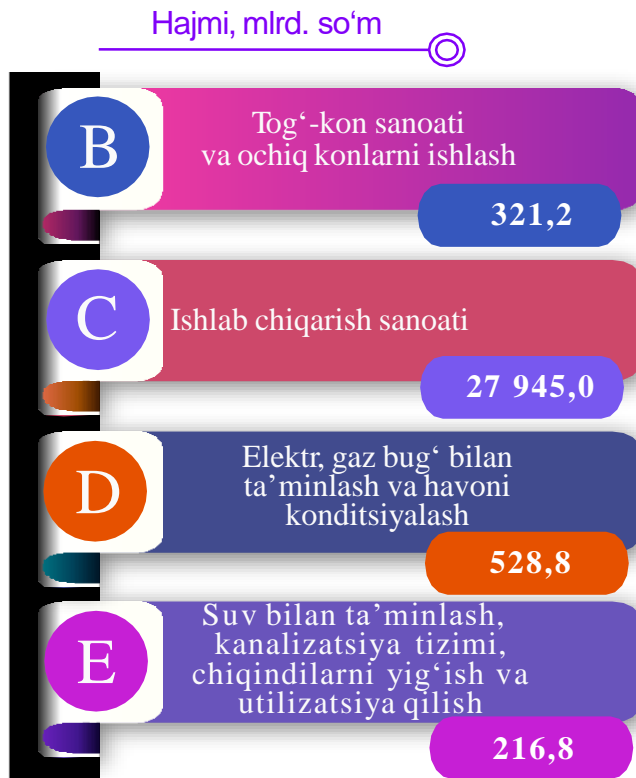 Hajmi, mlrd. so‘m
B
Tog‘-kon sanoati
va ochiq konlarni ishlash
321,2
C
Ishlab chiqarish sanoati
27 945,0
D
Elektr, gaz bug‘ bilan
ta’minlash va havoni
konditsiyalash
528,8
E
Suv bilan ta’minlash,
kanalizatsiya tizimi,
chiqindilarni yig‘ish va
utilizatsiya qilish
216,8